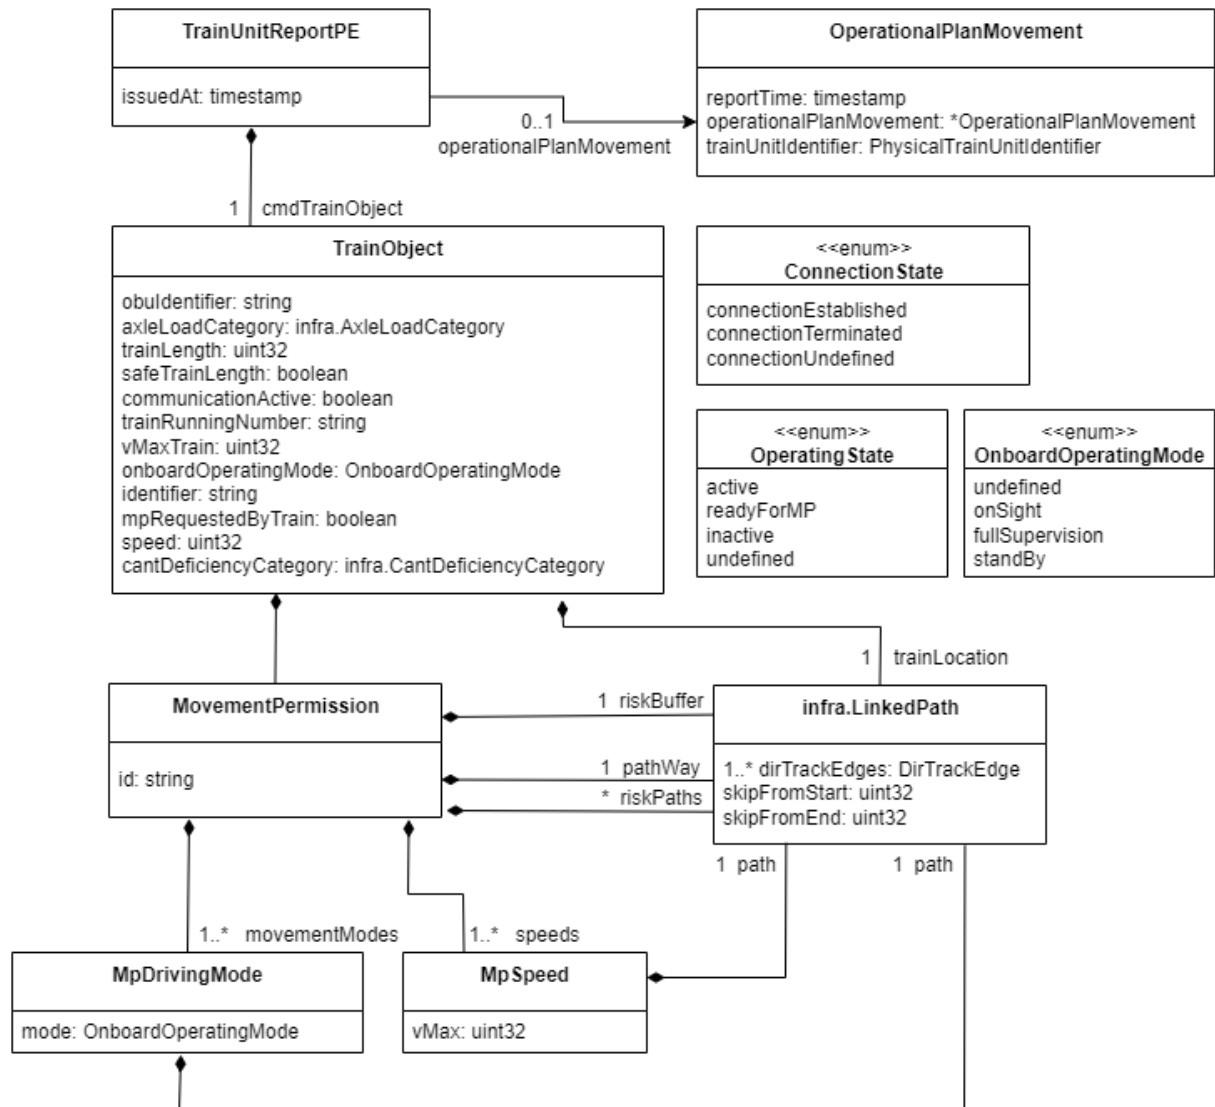 TrainUnitReportPE
issuedAt: timestamp
OperationalPlanMovement
reportTime: timestamp
operationalPlanMovement: *OperationalPlanMovement
trainUnitIdentifier: PhysicalTrainUnitIdentifier
0..1
operationalPlanMovement
1 cmdTrainObject
TrainObject
obuIdentifier: string
axleLoadCategory: infra.AxleLoadCategory
trainLength: uint32
safeTrainLength: boolean
communicationActive: boolean
trainRunningNumber: string
vMaxTrain: uint32
onboardOperatingMode: OnboardOperatingMode
identifier: string
mpRequestedByTrain: boolean
speed: uint32
cantDeficiencyCategory: infra.CantDeficiencyCategory
<<enum>>
ConnectionState
connectionEstablished
connectionTerminated
connectionUndefined
<<enum>>
OperatingState
active
readyForMP
inactive
undefined
<<enum>>
OnboardOperatingMode
undefined
onSight
fullSupervision
standBy
1 trainLocation
MovementPermission
id: string
1 riskBuffer
1 pathWay
* riskPaths
infra.LinkedPath
1..* dirTrackEdges: DirTrackEdge
skipFromStart: uint32
skipFromEnd: uint32
1 path
1 path
1..* movementModes
1..* speeds
MpDrivingMode
mode: OnboardOperatingMode
MpSpeed
vMax: uint32